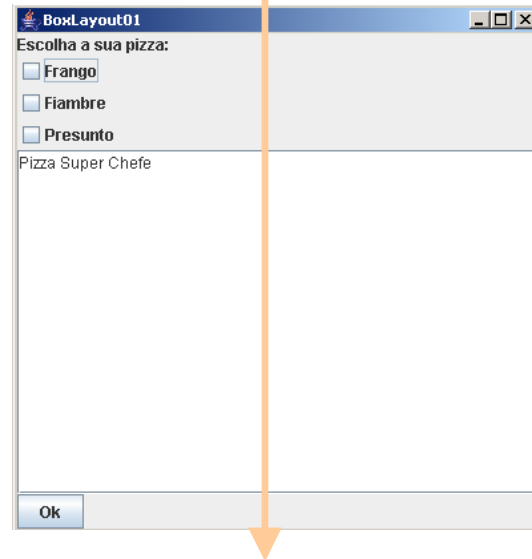 BoxLayout01
Escolha a sua pizza:
Frango
Fiambre
Presunto
Pizza Super Chefe
Ok